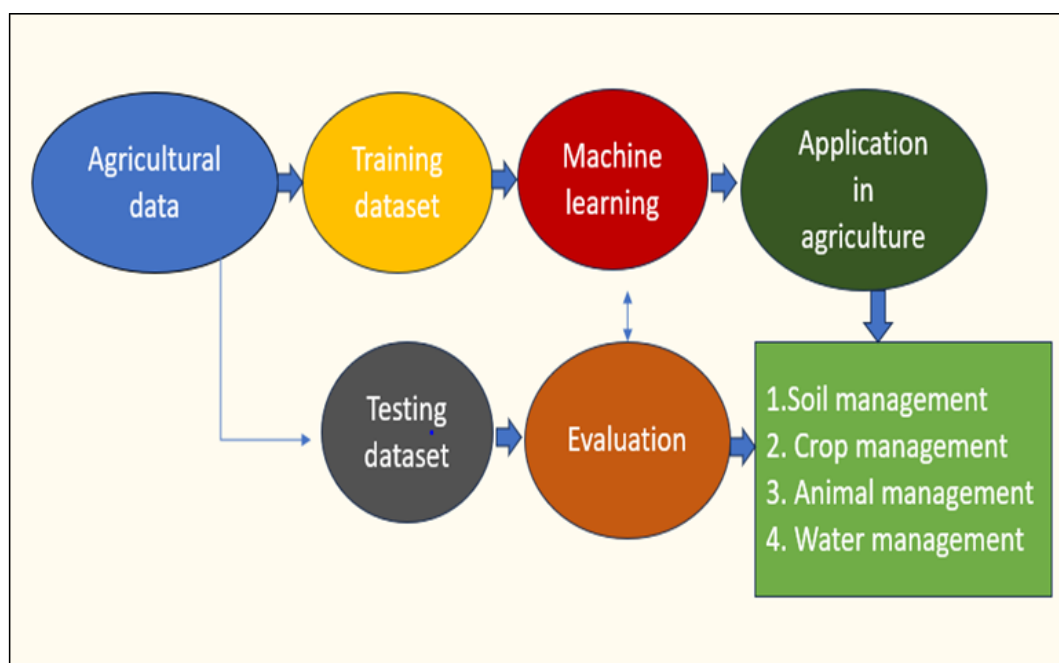 Agricultural
data
Training
dataset
Machine
learning
Application
in
agriculture
Testing
dataset
Evaluation
1.Soil management
2. Crop management
3. Animal management
4. Water management